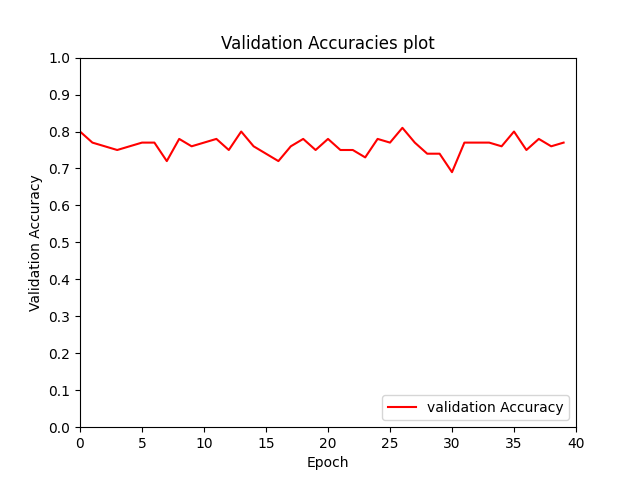 Validation Accuracies plot
1.0
0.9
0.8
0.7
0.6
0.5
0.4
0.3
0.2
0.1
0.0
Validation Accuracy
validation Accuracy
0 5 10 15 20 25 30 35 40
Epoch